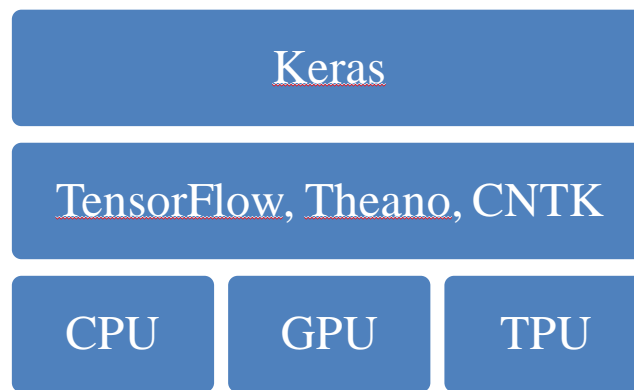 Keras
TensorFlow, Theano, CNTK
CPU GPU TPU